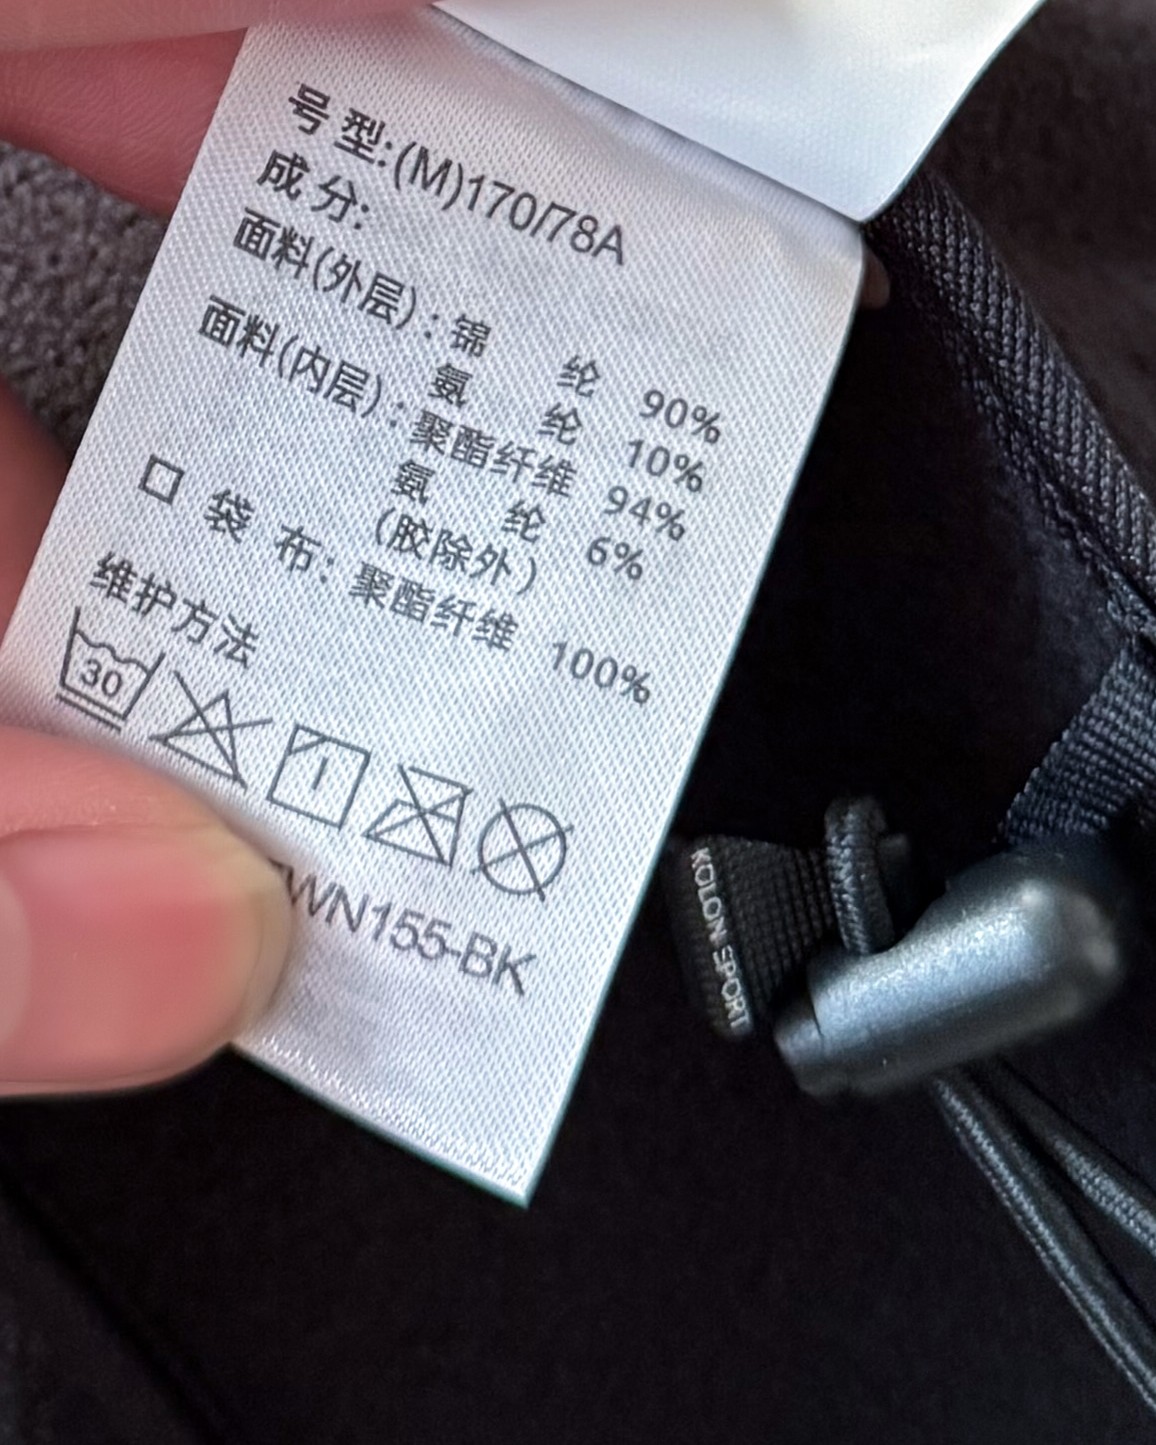 号型:(M)170/78A
成分:
面料(外层):锦纶 90%
氨纶 10%
面料(内层):聚酯纤维 94%
氨纶 6%
(胶除外)
口袋布:聚酯纤维 100%
维护方法
30
WN155-BK
KOLON SPORT